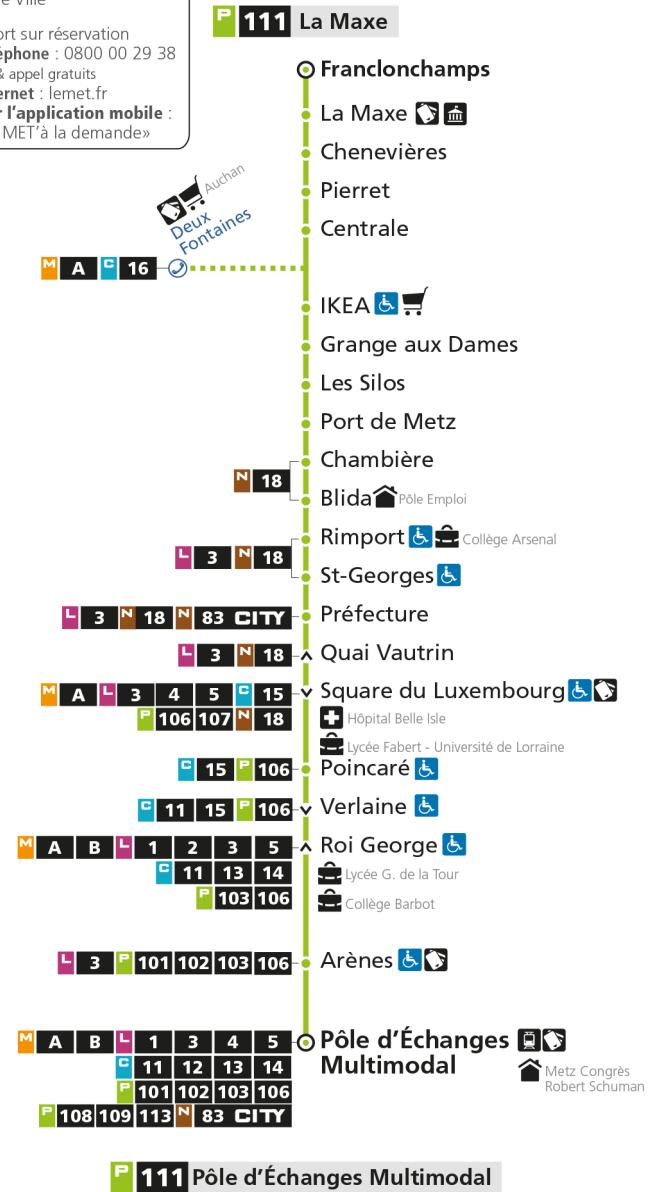 Ville
P 111 La Maxe
sur réservation
: 0800 00 29 38
& appel gratuits
: lemet.fr
l'application mobile :
MET'à la demande»
Franclonchamps
La Maxe
Chenevières
Pierret
Centrale
Auchan
Deux
Fontaines
M A C 16
IKEA
Grange aux Dames
Les Silos
Port de Metz
Chambière
N 18
Blida Pôle Emploi
Rimport Collège Arsenal
L 3 N 18
St-Georges
L 3 N 18 N 83 CITY Préfecture
L 3 N 18 Quai Vautrin
M A L 3 4 5 C 15 Square du Luxembourg
P 106 107 N 18 Hôpital Belle Isle
Lycée Fabert - Université de Lorraine
C 15 P 106 Poincaré
C 11 15 P 106 Verlaine
M A B L 1 2 3 5 Roi George
C 11 13 14 Lycée G. de la Tour
P 103 106 Collège Barbot
L 3 P 101 102 103 106 Arènes
M A B L 1 3 4 5 Pôle d'Échanges
Multimodal
C 11 12 13 14 Metz Congrès
Robert Schuman
P 101 102 103 106
P 108 109 113 N 83 CITY
P 111 Pôle d'Échanges Multimodal